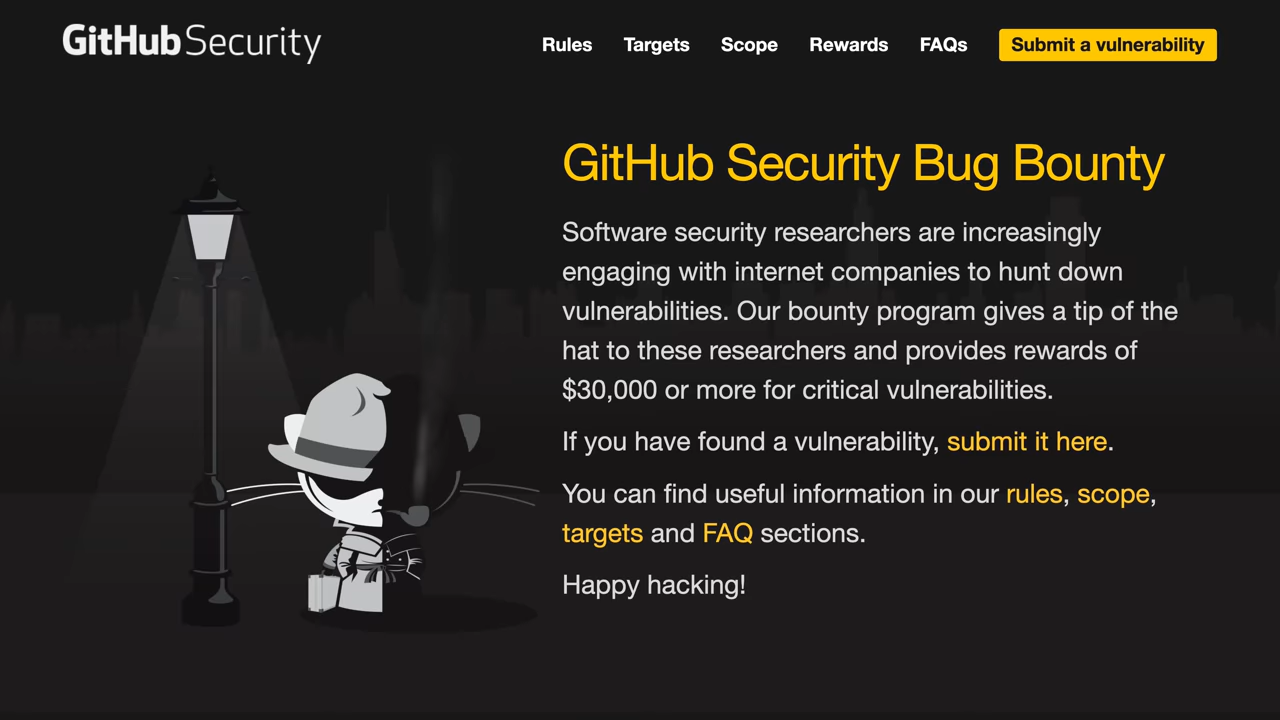 GitHub Security
Rules Targets Scope Rewards FAQs Submit a vulnerability
GitHub Security Bug Bounty
Software security researchers are increasingly
engaging with internet companies to hunt down
vulnerabilities. Our bounty program gives a tip of the
hat to these researchers and provides rewards of
$30,000 or more for critical vulnerabilities.
If you have found a vulnerability, submit it here.
You can find useful information in our rules, scope,
targets and FAQ sections.
Happy hacking!